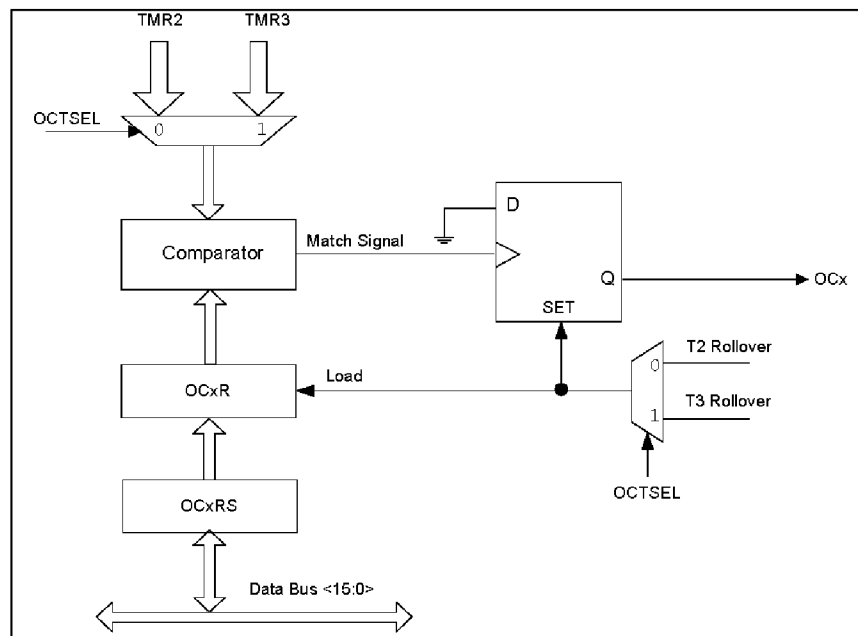 TMR2
TMR3
OCTSEL
0
1
Comparator
Match Signal
D
Q
SET
OCx
OCxR
Load
0
1
T2 Rollover
T3 Rollover
OCTSEL
OCxRS
Data Bus <15:0>